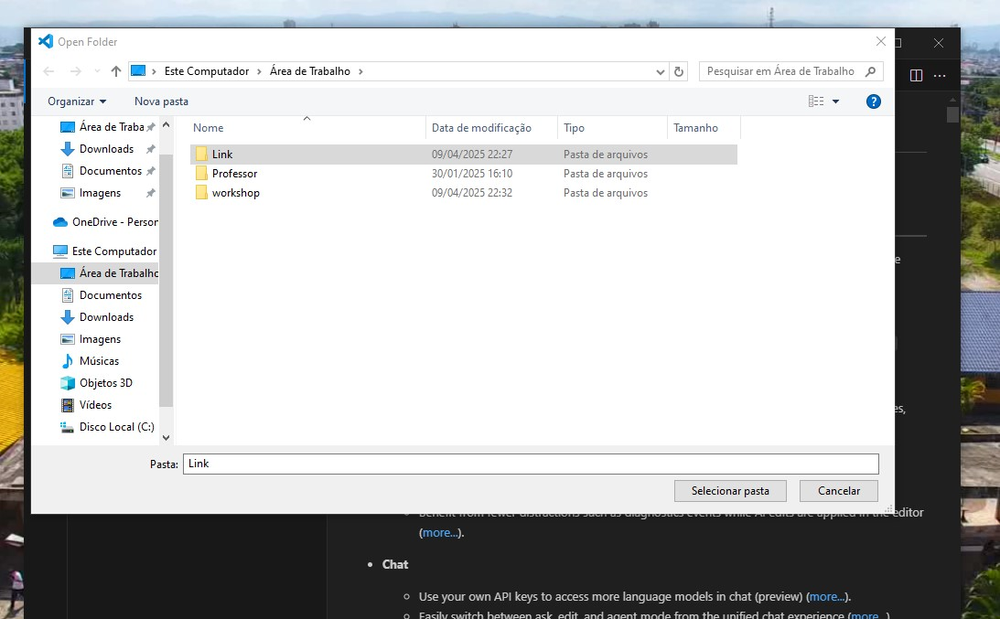 Open Folder
Este Computador > Área de Trabalho >
Pesquisar em Área de Trabalho
Organizar
Nova pasta
?
Nome
Data de modificação
Tipo
Tamanho
Área de Traba
Downloads
Documentos
Imagens
OneDrive - Person
Este Computador
Área de Trabalho
Documentos
Downloads
Imagens
Músicas
Objetos 3D
Vídeos
Disco Local (C:)
Link 09/04/2025 22:27 Pasta de arquivos
Professor 30/01/2025 16:10 Pasta de arquivos
workshop 09/04/2025 22:32 Pasta de arquivos
Pasta: Link
Selecionar pasta
Cancelar
Benefit from fewer distractions such as diagnostics events while AI edits are applied in the editor
(more...).
Chat
Use your own API keys to access more language models in chat (preview) (more...).
Easily switch between ask, edit, and agent mode from the unified chat experience (more...)